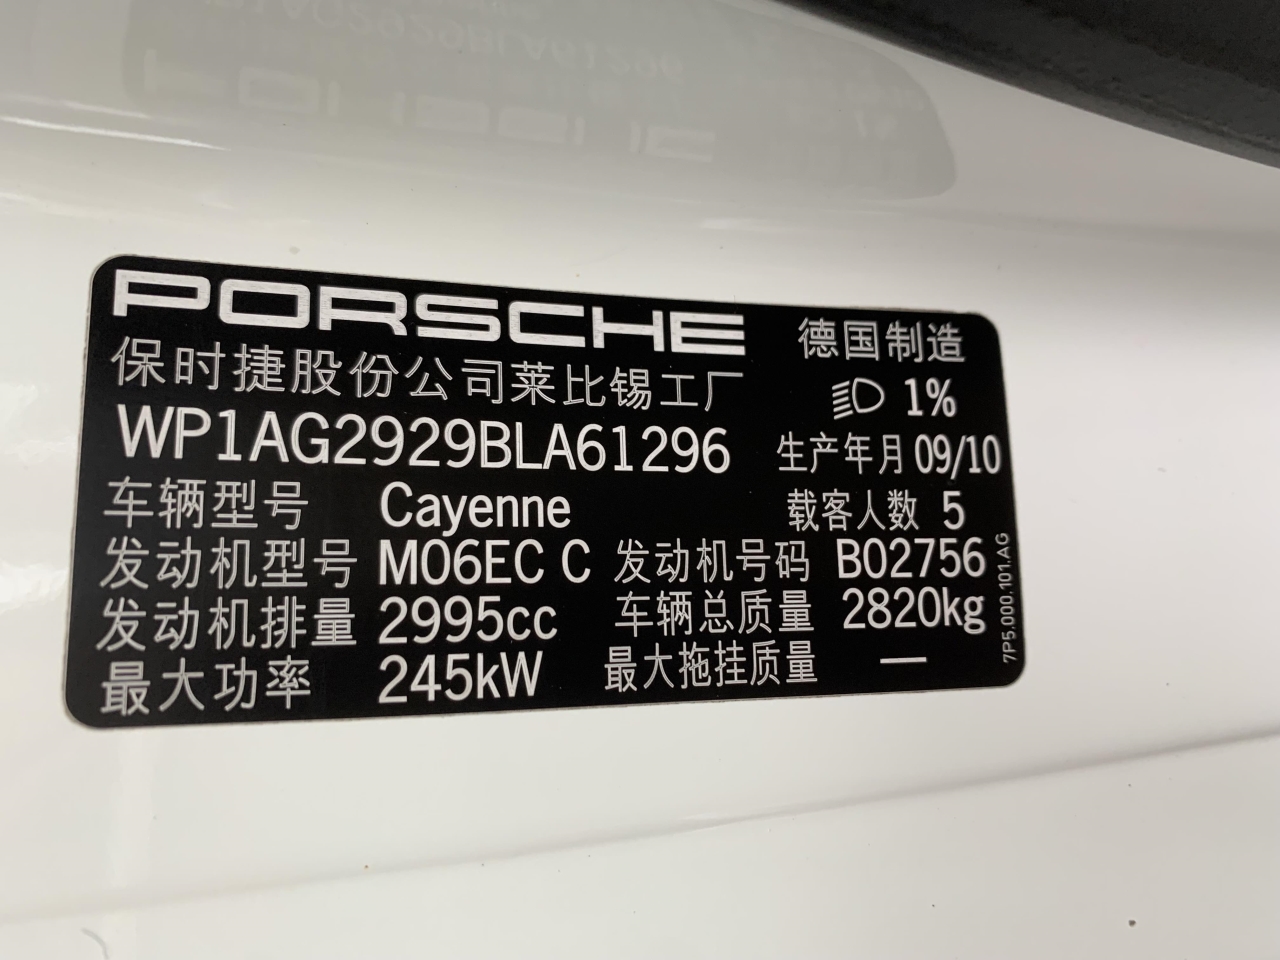 PORSCHE 德国制造
保时捷股份公司莱比锡工厂 1%
WP1AG2929BLA61296 生产年月 09/10
车辆型号 Cayenne 载客人数 5
发动机型号 M06EC C 发动机号码 B02756
发动机排量 2995cc 车辆总质量 2820kg
最大功率 245kW 最大拖挂质量 —
7P5.000.101.AG